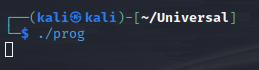 ┌──(kali㉿kali)-[~/Universal]
└─$ ./prog